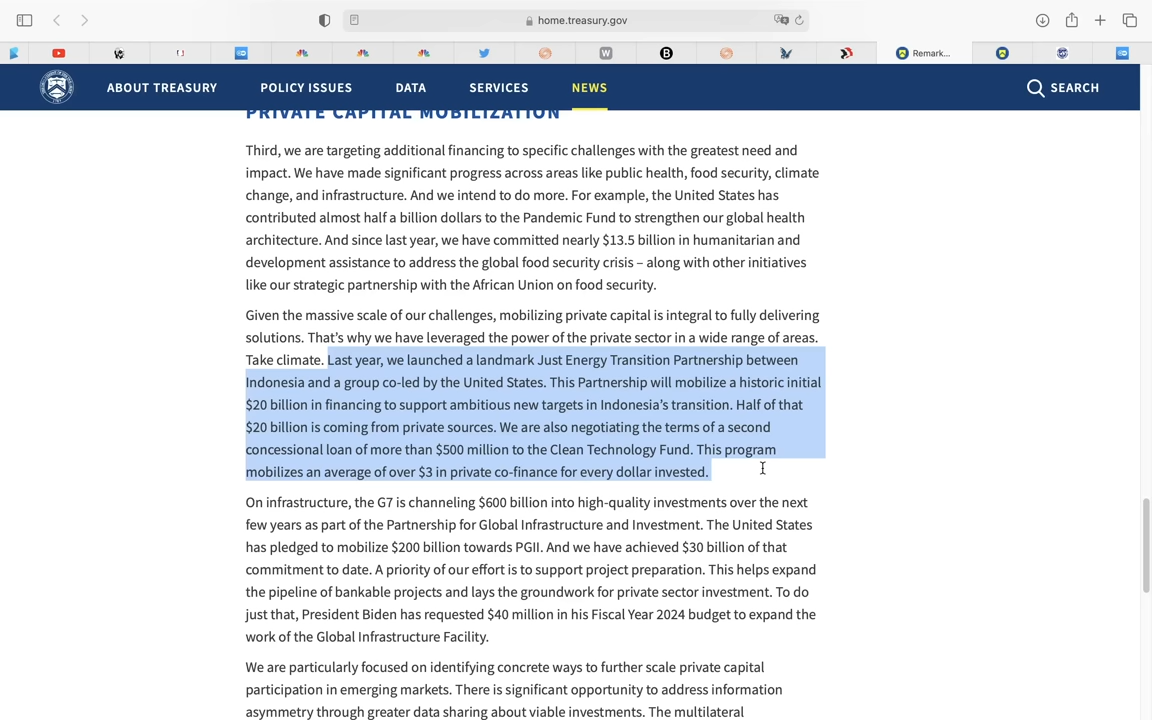 home.treasury.gov
Remark...
ABOUT TREASURY
POLICY ISSUES
DATA
SERVICES
NEWS
SEARCH
PRIVATE CAPITAL MOBILIZATION
Third, we are targeting additional financing to specific challenges with the greatest need and
impact. We have made significant progress across areas like public health, food security, climate
change, and infrastructure. And we intend to do more. For example, the United States has
contributed almost half a billion dollars to the Pandemic Fund to strengthen our global health
architecture. And since last year, we have committed nearly $13.5 billion in humanitarian and
development assistance to address the global food security crisis – along with other initiatives
like our strategic partnership with the African Union on food security.
Given the massive scale of our challenges, mobilizing private capital is integral to fully delivering
solutions. That’s why we have leveraged the power of the private sector in a wide range of areas.
Take climate. Last year, we launched a landmark Just Energy Transition Partnership between
Indonesia and a group co-led by the United States. This Partnership will mobilize a historic initial
$20 billion in financing to support ambitious new targets in Indonesia’s transition. Half of that
$20 billion is coming from private sources. We are also negotiating the terms of a second
concessional loan of more than $500 million to the Clean Technology Fund. This program
mobilizes an average of over $3 in private co-finance for every dollar invested.
On infrastructure, the G7 is channeling $600 billion into high-quality investments over the next
few years as part of the Partnership for Global Infrastructure and Investment. The United States
has pledged to mobilize $200 billion towards PGII. And we have achieved $30 billion of that
commitment to date. A priority of our effort is to support project preparation. This helps expand
the pipeline of bankable projects and lays the groundwork for private sector investment. To do
just that, President Biden has requested $40 million in his Fiscal Year 2024 budget to expand the
work of the Global Infrastructure Facility.
We are particularly focused on identifying concrete ways to further scale private capital
participation in emerging markets. There is significant opportunity to address information
asymmetry through greater data sharing about viable investments. The multilateral